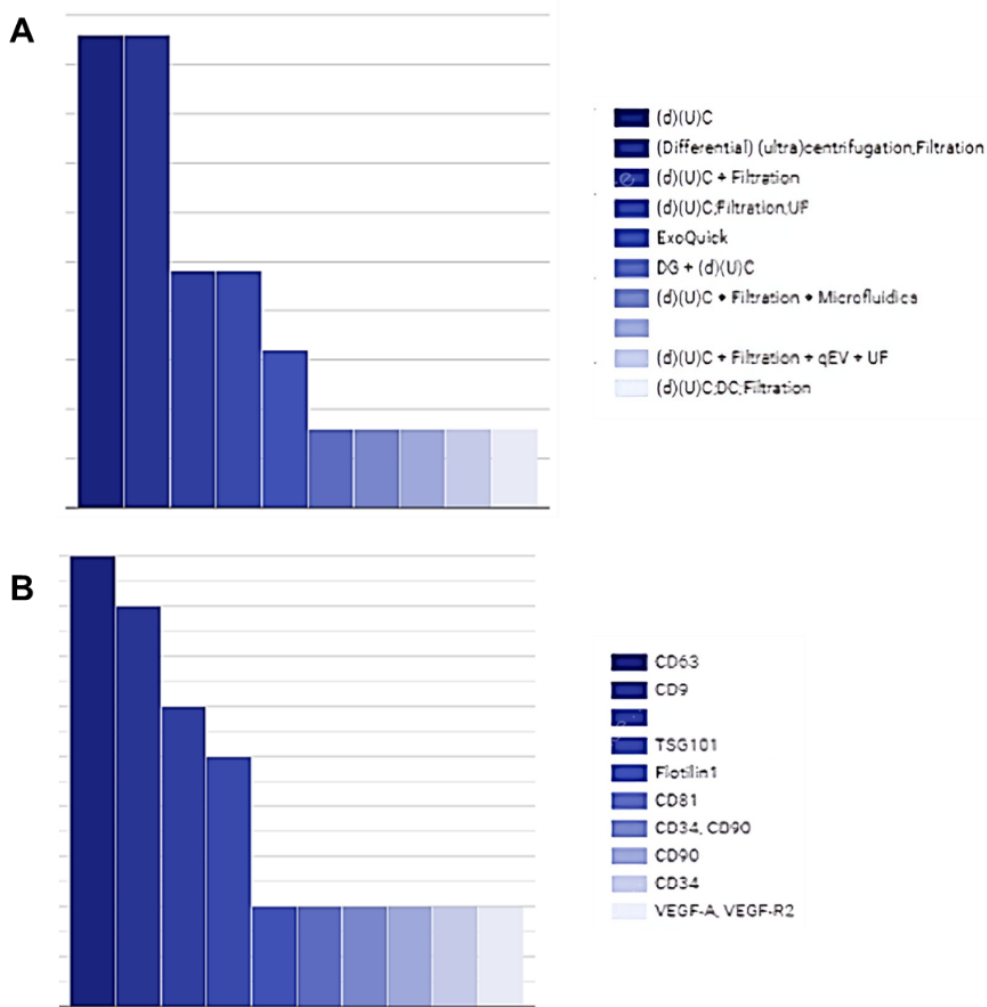 A
(d)(U)C
(Differential) (ultra)centrifugation,Filtration
(d)(U)C + Filtration
(d)(U)C;Filtration;UF
ExoQuick
DG + (d)(U)C
(d)(U)C + Filtration + Microfluidics
(d)(U)C + Filtration + qEV + UF
(d)(U)C;DC;Filtration
B
CD63
CD9
TSG101
Flotilin1
CD81
CD34, CD90
CD90
CD34
VEGF-A, VEGF-R2